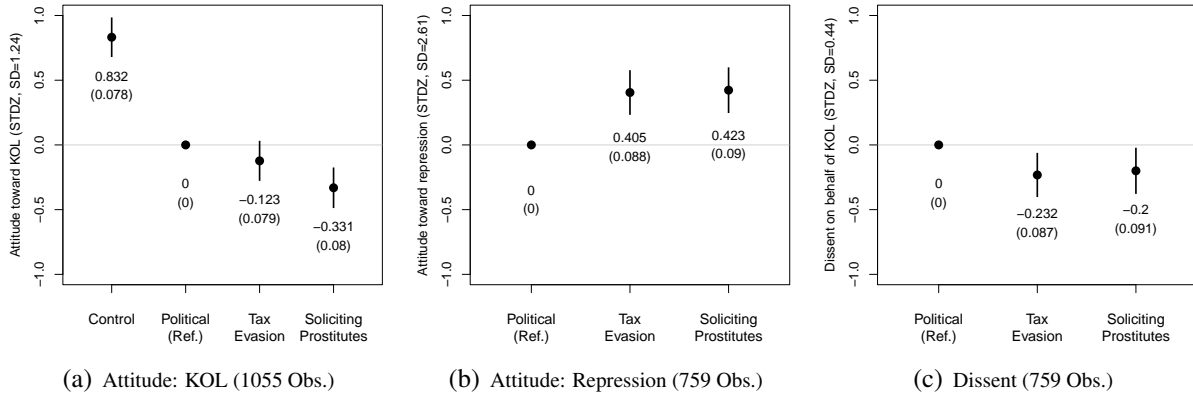 Attitude toward KOL (STDZ, SD=1.24)
1.0
0.5
0.0
−0.5
−1.0
0.832
(0.078)
0
(0)
−0.123
(0.079)
−0.331
(0.08)
Control
Political
(Ref.)
Tax
Evasion
Soliciting
Prostitutes
(a) Attitude: KOL (1055 Obs.)
Attitude toward repression (STDZ, SD=2.61)
1.0
0.5
0.0
−0.5
−1.0
0
(0)
0.405
(0.088)
0.423
(0.09)
Political
(Ref.)
Tax
Evasion
Soliciting
Prostitutes
(b) Attitude: Repression (759 Obs.)
Dissent on behalf of KOL (STDZ, SD=0.44)
1.0
0.5
0.0
−0.5
−1.0
0
(0)
−0.232
(0.087)
−0.2
(0.091)
Political
(Ref.)
Tax
Evasion
Soliciting
Prostitutes
(c) Dissent (759 Obs.)